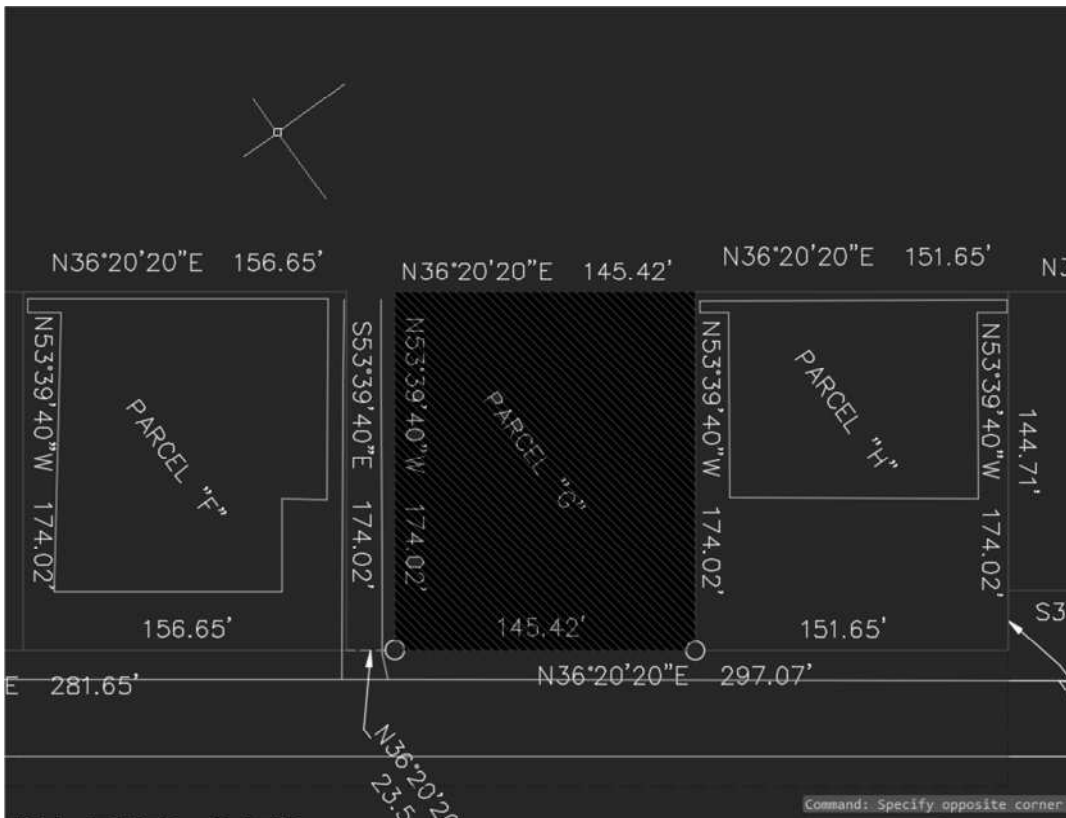 N36°20'20"E 156.65'
N36°20'20"E 145.42'
N36°20'20"E 151.65'
N53°39'40"W 174.02'
PARCEL "F"
S53°39'40"E 174.02'
N53°39'40"W 174.02'
PARCEL "G"
N53°39'40"W 174.02'
PARCEL "H"
N53°39'40"W 174.02'
144.71'
156.65'
145.42'
151.65'
E 281.65'
N36°20'20"E 297.07'
Command: Specify opposite corner